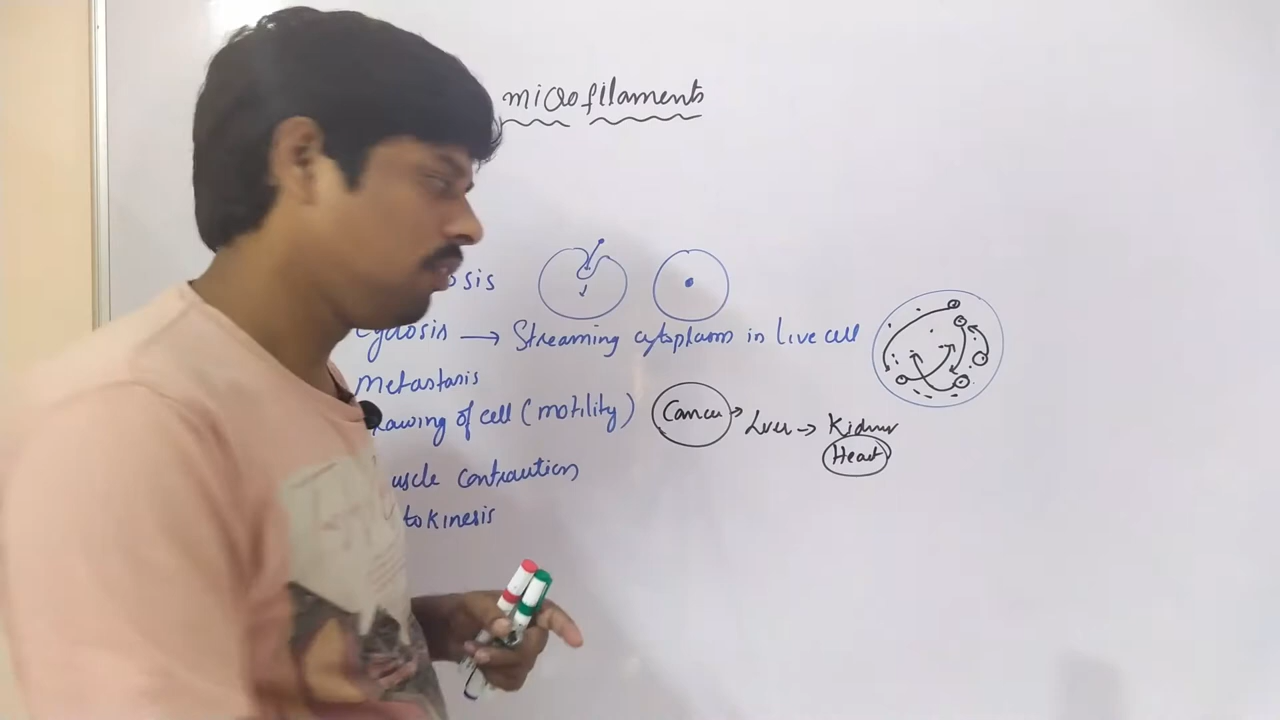 microfilaments
osis
Cyclosis → Streaming cytoplasm in live cell
Metastasis
rawing of cell (motility)
Cancer → Liver → Kidney
Heart
uscle contraction
tokinesis